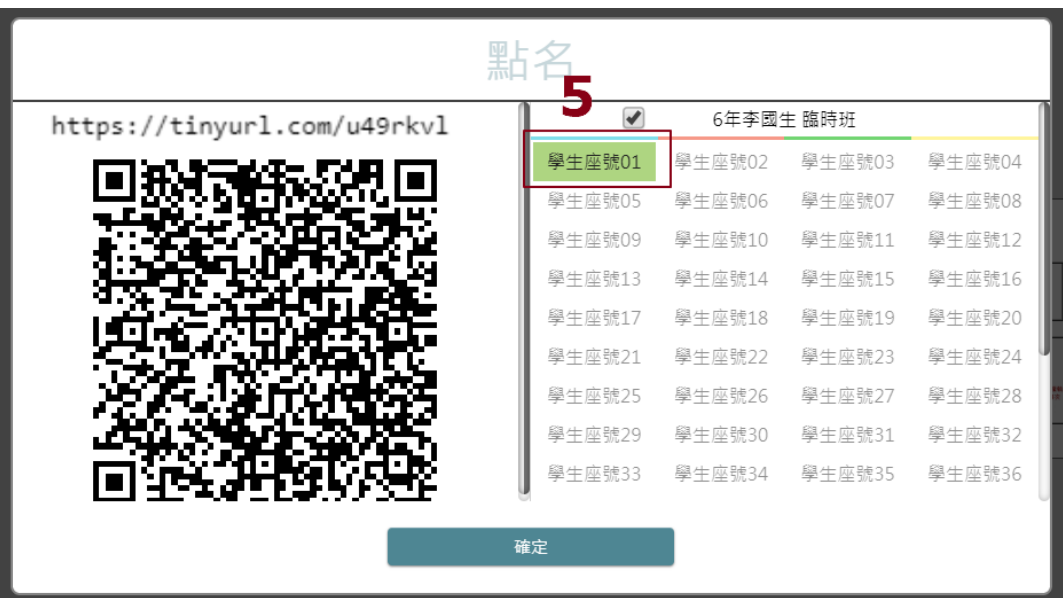 點名
5
https://tinyurl.com/u49rkvl
6年李國生 臨時班
學生座號01 學生座號02 學生座號03 學生座號04
學生座號05 學生座號06 學生座號07 學生座號08
學生座號09 學生座號10 學生座號11 學生座號12
學生座號13 學生座號14 學生座號15 學生座號16
學生座號17 學生座號18 學生座號19 學生座號20
學生座號21 學生座號22 學生座號23 學生座號24
學生座號25 學生座號26 學生座號27 學生座號28
學生座號29 學生座號30 學生座號31 學生座號32
學生座號33 學生座號34 學生座號35 學生座號36
確定